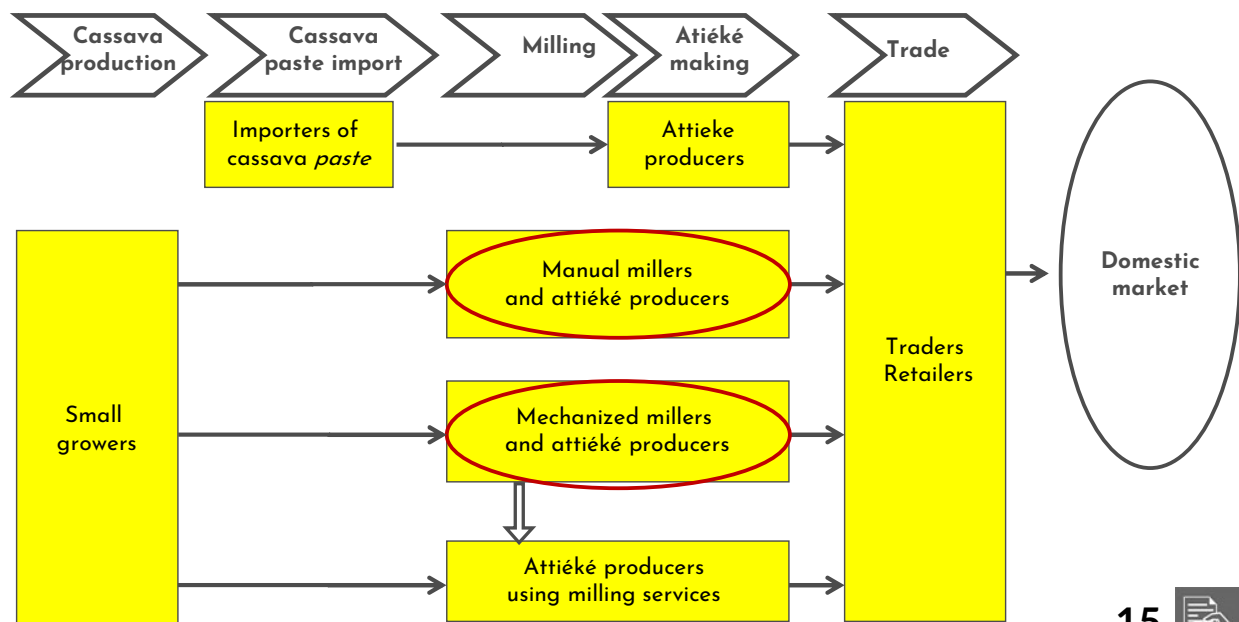 Cassava
production
Cassava
paste import
Milling
Atiéké
making
Trade
Importers of
cassava paste
Attieke
producers
Manual millers
and attiéké producers
Domestic
market
Traders
Retailers
Small
growers
Mechanized millers
and attiéké producers
Attiéké producers
using milling services
15